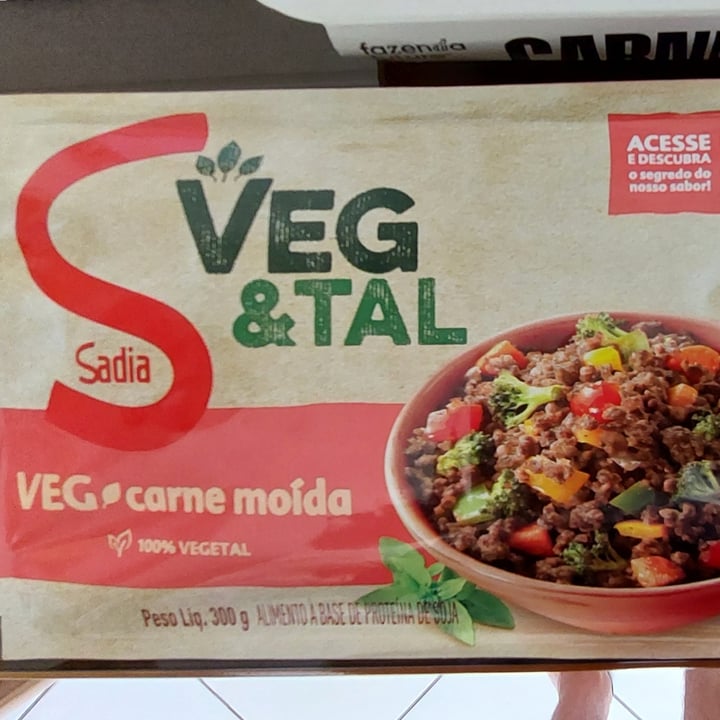 fazenda
VEG
&TAL
Sadia
ACESSE
E DESCUBRA
o segredo do
nosso sabor!
VEG carne moída
100% VEGETAL
Peso Liq. 300 g ALIMENTO À BASE DE PROTEÍNA DE SOJA